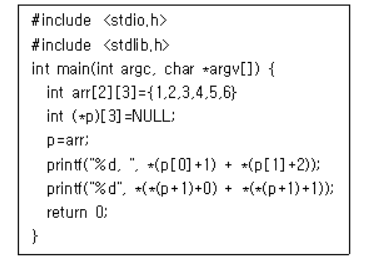 #include <stdio.h>
#include <stdlib.h>
int main(int argc, char *argv[]) {
int arr[2][3]={1,2,3,4,5,6}
int (*p)[3]=NULL;
p=arr;
printf("%d, ", *(p[0]+1) + *(p[1]+2));
printf("%d", *(*(p+1)+0) + *(*(p+1)+1));
return 0;
}